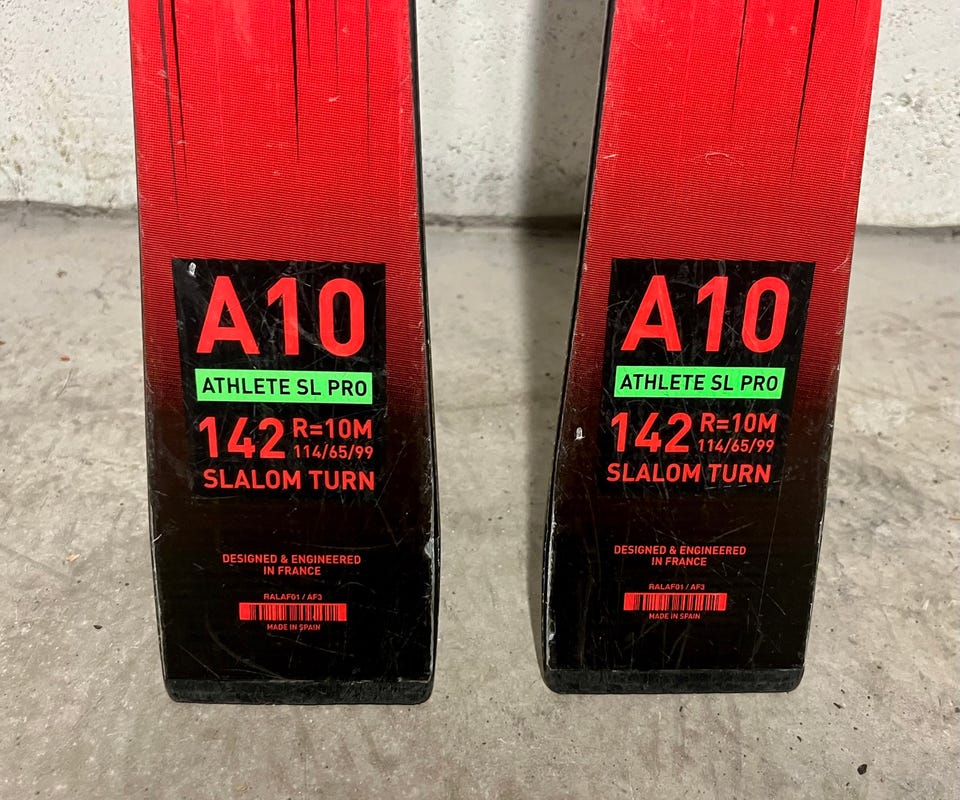 A10
ATHLETE SL PRO
142 R=10M
114/65/99
SLALOM TURN
DESIGNED & ENGINEERED
IN FRANCE
RALAF01 / AF3
MADE IN SPAIN
A10
ATHLETE SL PRO
142 R=10M
114/65/99
SLALOM TURN
DESIGNED & ENGINEERED
IN FRANCE
RALAF01 / AF3
MADE IN SPAIN